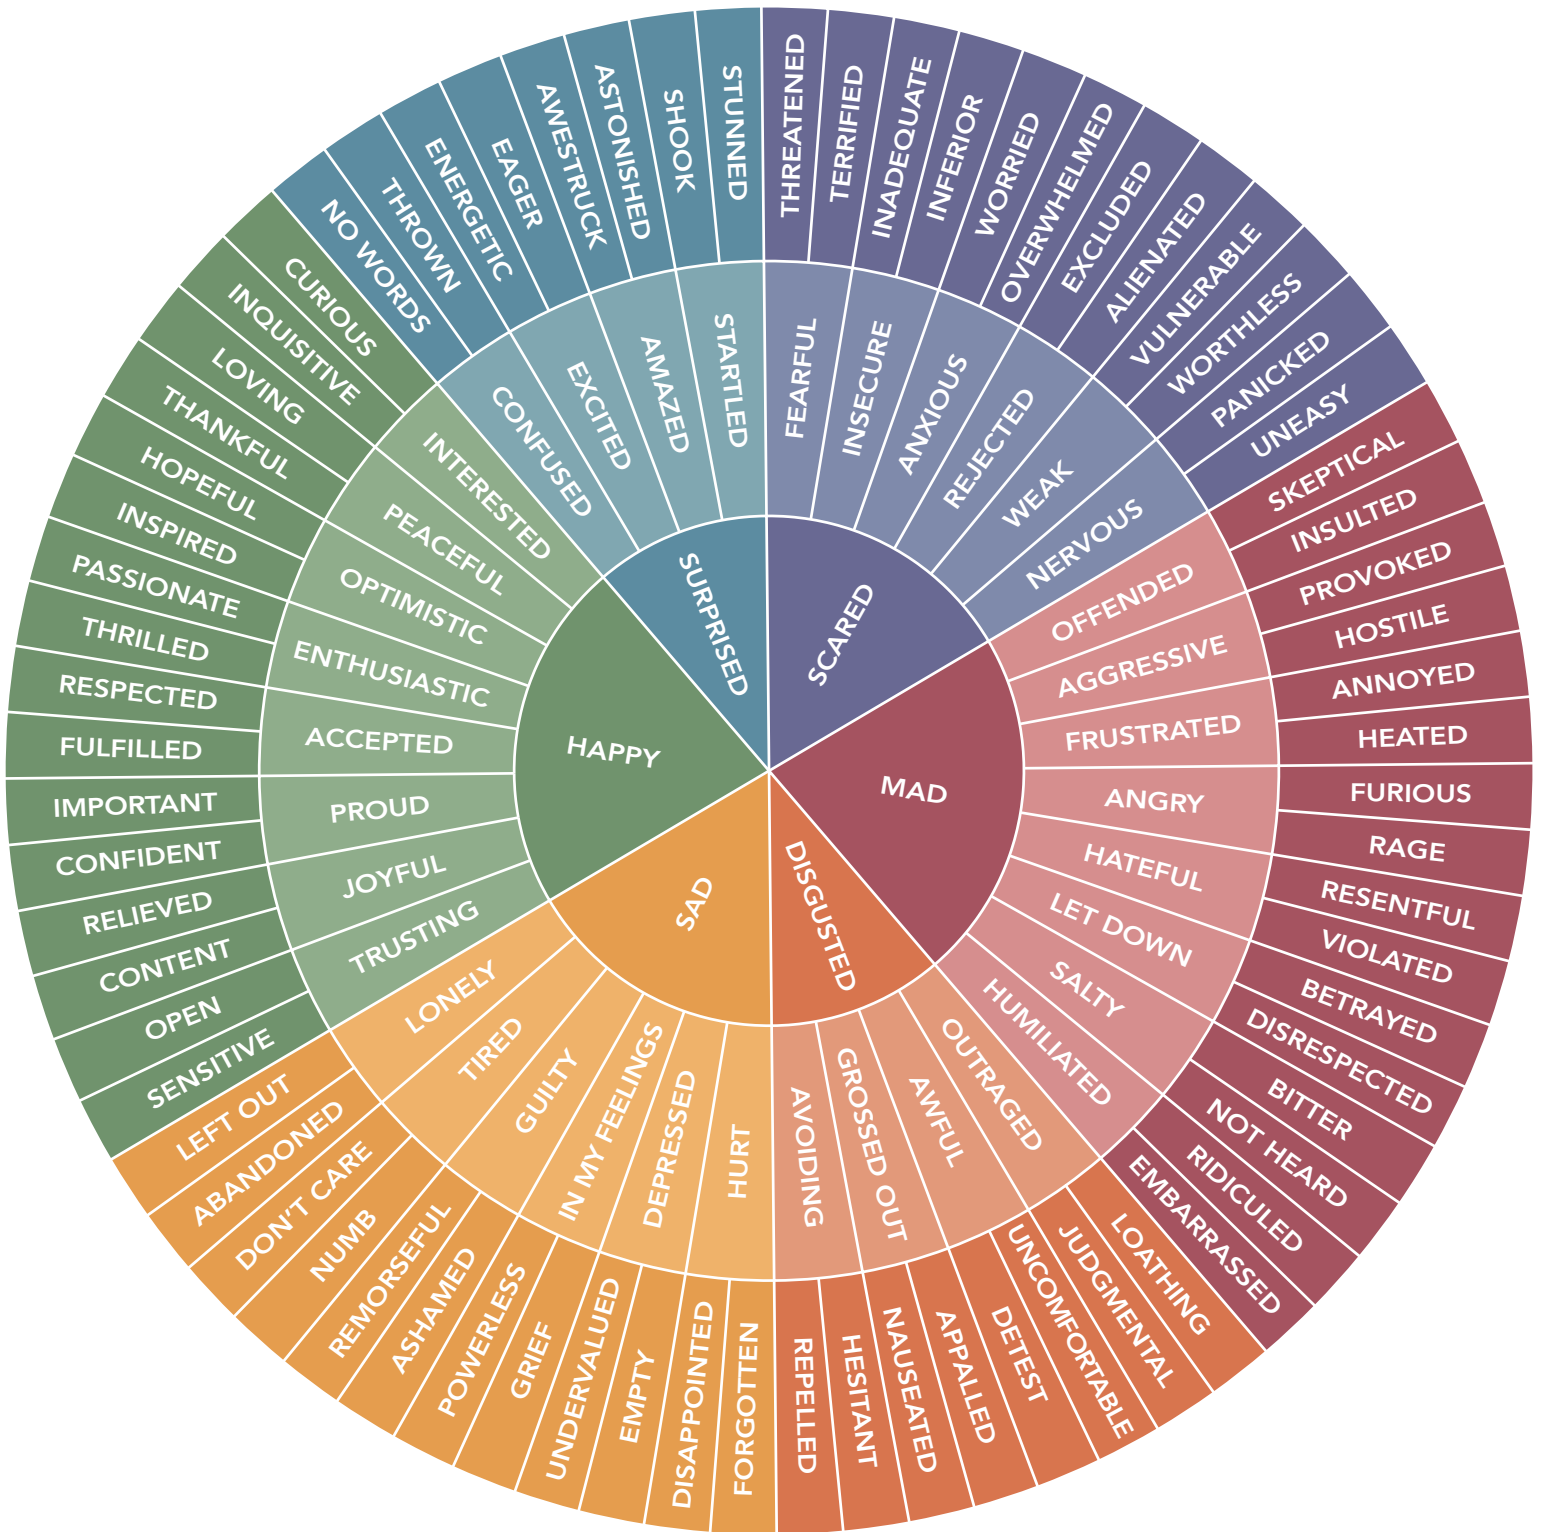 SCARED
FEARFUL
THREATENED
TERRIFIED
INSECURE
INADEQUATE
INFERIOR
ANXIOUS
WORRIED
OVERWHELMED
REJECTED
EXCLUDED
ALIENATED
WEAK
VULNERABLE
WORTHLESS
NERVOUS
PANICKED
UNEASY
MAD
OFFENDED
SKEPTICAL
INSULTED
AGGRESSIVE
PROVOKED
HOSTILE
FRUSTRATED
ANNOYED
HEATED
ANGRY
FURIOUS
RAGE
HATEFUL
RESENTFUL
VIOLATED
LET DOWN
BETRAYED
DISRESPECTED
SALTY
BITTER
NOT HEARD
HUMILIATED
RIDICULED
EMBARRASSED
DISGUSTED
OUTRAGED
LOATHING
JUDGMENTAL
AWFUL
UNCOMFORTABLE
DETEST
GROSSED OUT
APPALLED
NAUSEATED
AVOIDING
HESITANT
REPELLED
SAD
HURT
FORGOTTEN
DISAPPOINTED
DEPRESSED
EMPTY
UNDERVALUED
IN MY FEELINGS
GRIEF
POWERLESS
GUILTY
ASHAMED
REMORSEFUL
TIRED
NUMB
DON'T CARE
LONELY
ABANDONED
LEFT OUT
HAPPY
TRUSTING
SENSITIVE
OPEN
JOYFUL
CONTENT
RELIEVED
PROUD
CONFIDENT
IMPORTANT
ACCEPTED
FULFILLED
RESPECTED
ENTHUSIASTIC
THRILLED
PASSIONATE
OPTIMISTIC
INSPIRED
HOPEFUL
PEACEFUL
THANKFUL
LOVING
INTERESTED
INQUISITIVE
CURIOUS
SURPRISED
CONFUSED
NO WORDS
THROWN
EXCITED
ENERGETIC
EAGER
AMAZED
AWESTRUCK
ASTONISHED
STARTLED
SHOOK
STUNNED